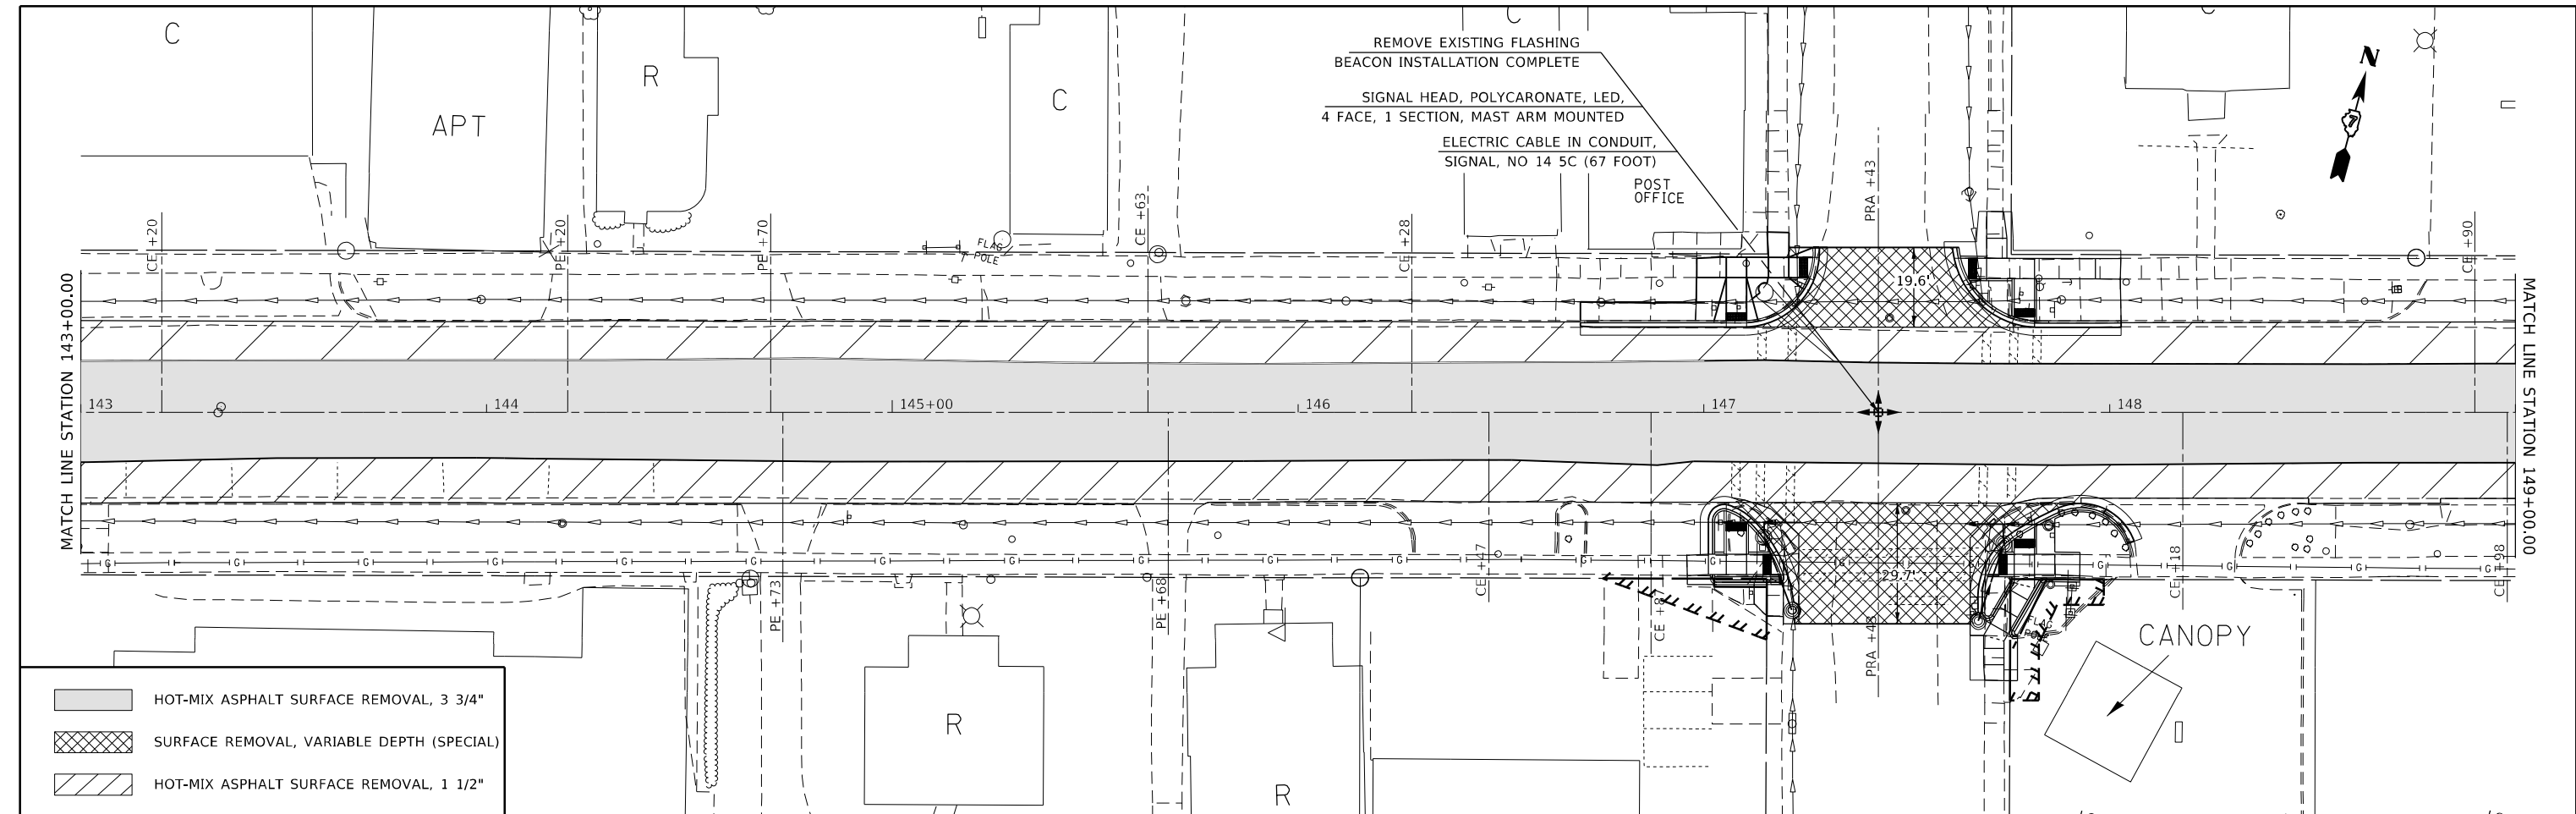 C
C
C
REMOVE EXISTING FLASHING
BEACON INSTALLATION COMPLETE
SIGNAL HEAD, POLYCARONATE, LED,
4 FACE, 1 SECTION, MAST ARM MOUNTED
ELECTRIC CABLE IN CONDUIT,
SIGNAL, NO 14 5C (67 FOOT)
POST
OFFICE
N
7
R
APT
C
CE +20
PE +20
PE +70
FLAG
POLE
CE +63
CE +28
PRA +43
CE +90
19.6'
MATCH LINE STATION 143+00.00
143
144
145+00
146
147
148
MATCH LINE STATION 149+00.00
G G G G G G G G G G G G G G G G G G
PE +73
PE +68
CE +47
29.7'
PRA +43
CE +18
CE +98
FLAG
CANOPY
R
R
HOT-MIX ASPHALT SURFACE REMOVAL, 3 3/4"
SURFACE REMOVAL, VARIABLE DEPTH (SPECIAL)
HOT-MIX ASPHALT SURFACE REMOVAL, 1 1/2"